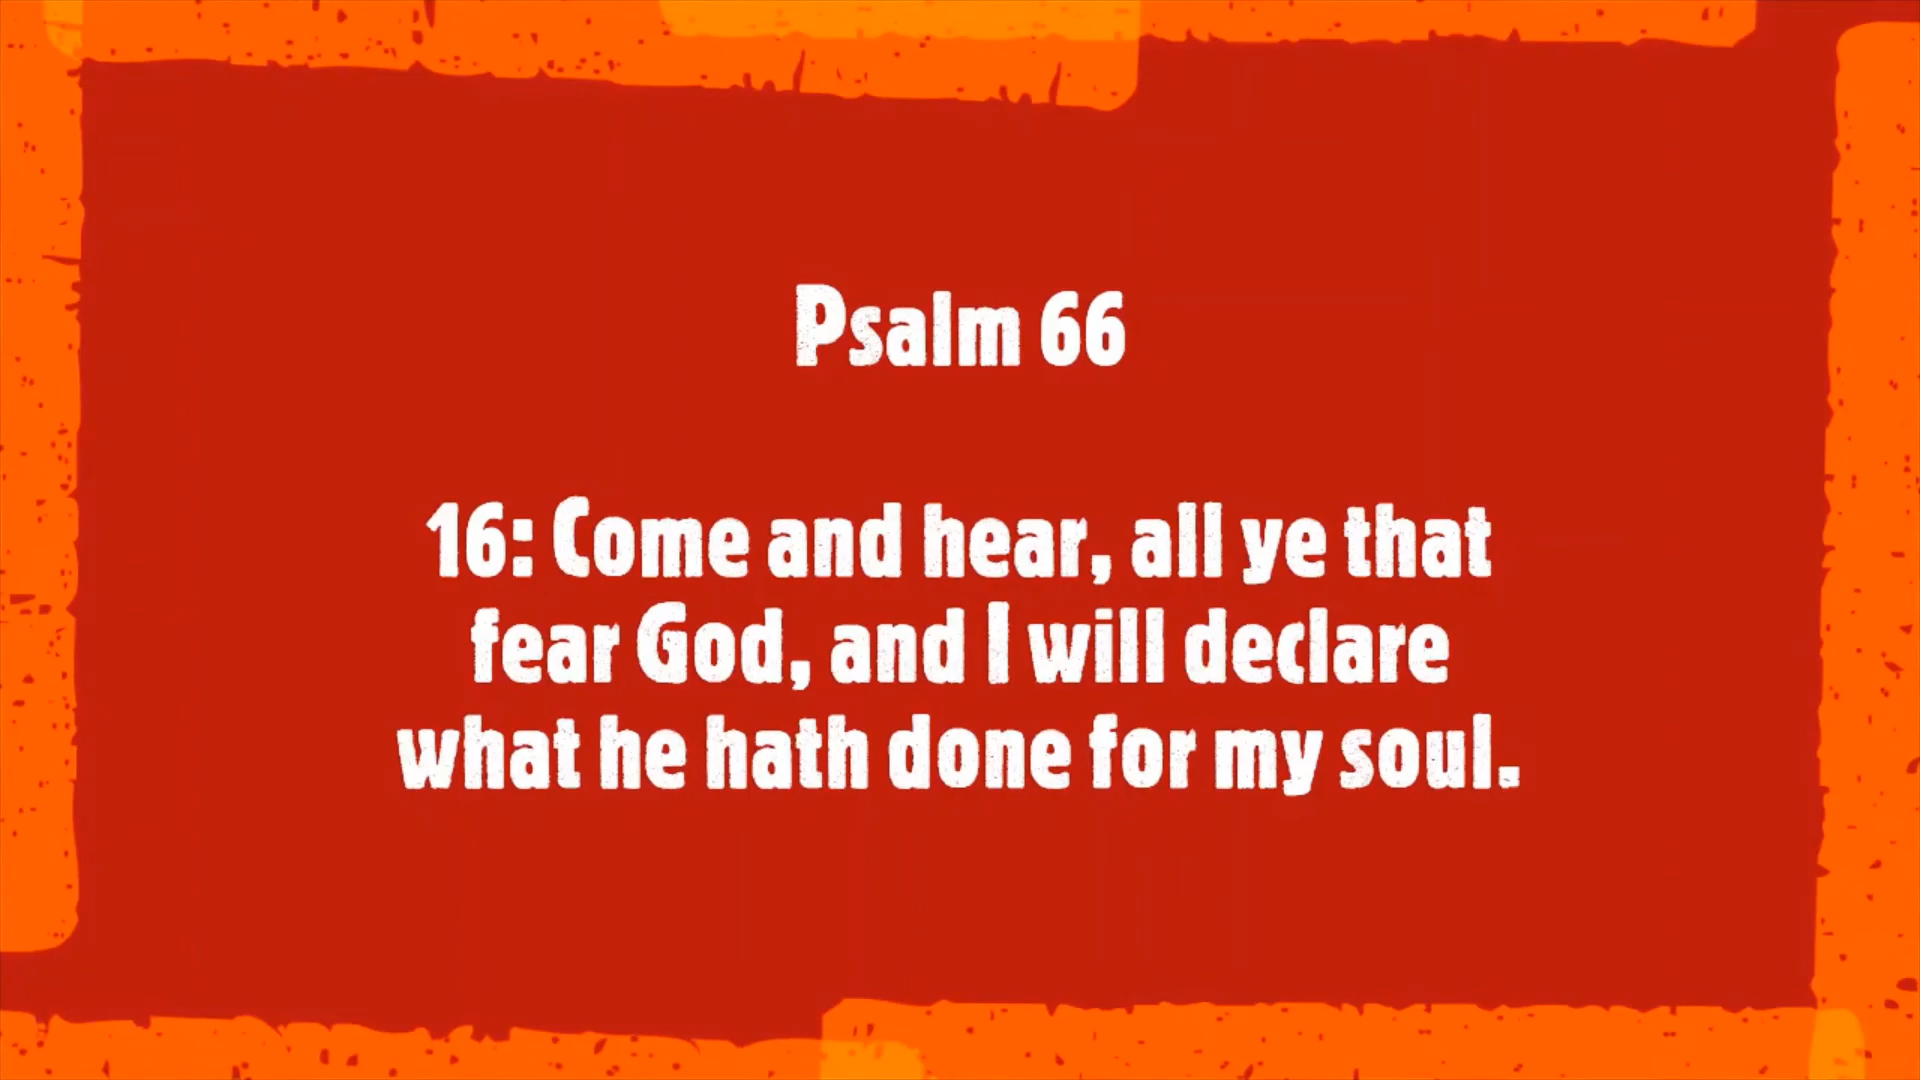 Psalm 66
16: Come and hear, all ye that
fear God, and I will declare
what he hath done for my soul.